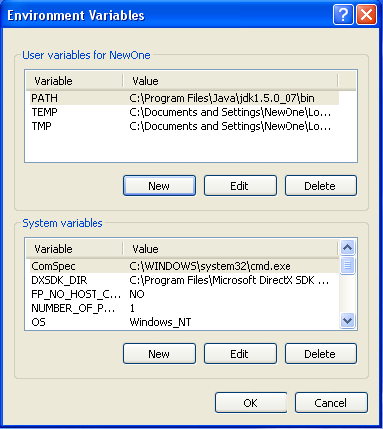 Environment Variables
User variables for NewOne
Variable Value
PATH C:\Program Files\Java\jdk1.5.0_07\bin
TEMP C:\Documents and Settings\NewOne\Lo...
TMP C:\Documents and Settings\NewOne\Lo...
New Edit Delete
System variables
Variable Value
ComSpec C:\WINDOWS\system32\cmd.exe
DXSDK_DIR C:\Program Files\Microsoft DirectX SDK ...
FP_NO_HOST_C... NO
NUMBER_OF_P... 1
OS Windows_NT
New Edit Delete
OK Cancel